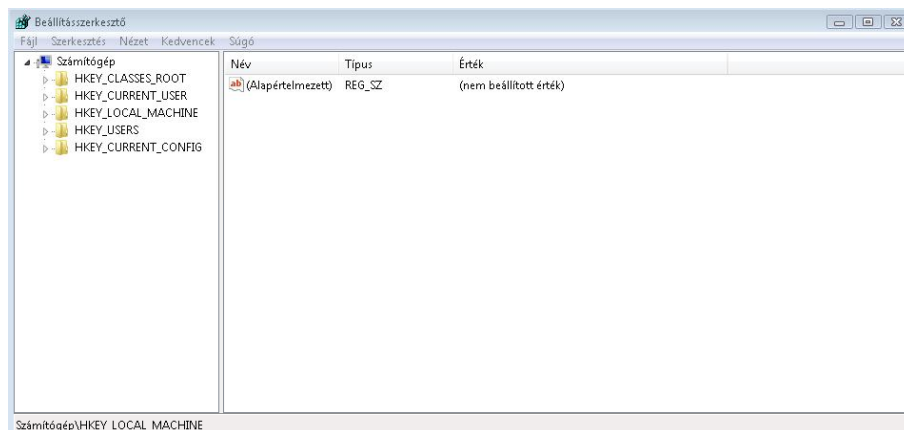 Beállításszerkesztő
Fájl Szerkesztés Nézet Kedvencek Súgó
Számítógép
HKEY_CLASSES_ROOT
HKEY_CURRENT_USER
HKEY_LOCAL_MACHINE
HKEY_USERS
HKEY_CURRENT_CONFIG
Név Típus Érték
ab (Alapértelmezett) REG_SZ (nem beállított érték)
Számítógép\HKEY_LOCAL_MACHINE